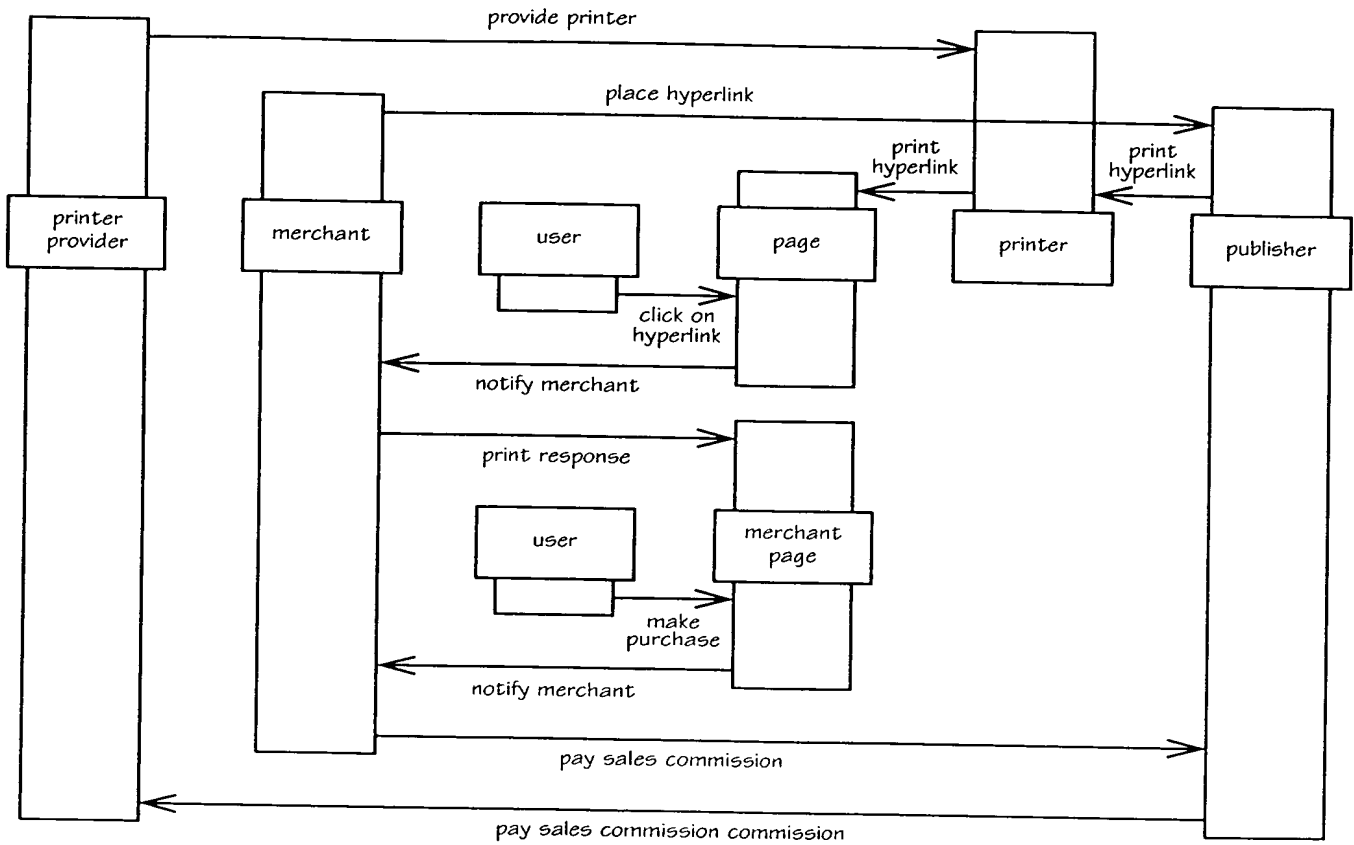 provide printer
place hyperlink
print
hyperlink
print
hyperlink
printer
provider
merchant
user
page
printer
publisher
click on
hyperlink
notify merchant
print response
user
merchant
page
make
purchase
notify merchant
pay sales commission
pay sales commission commission